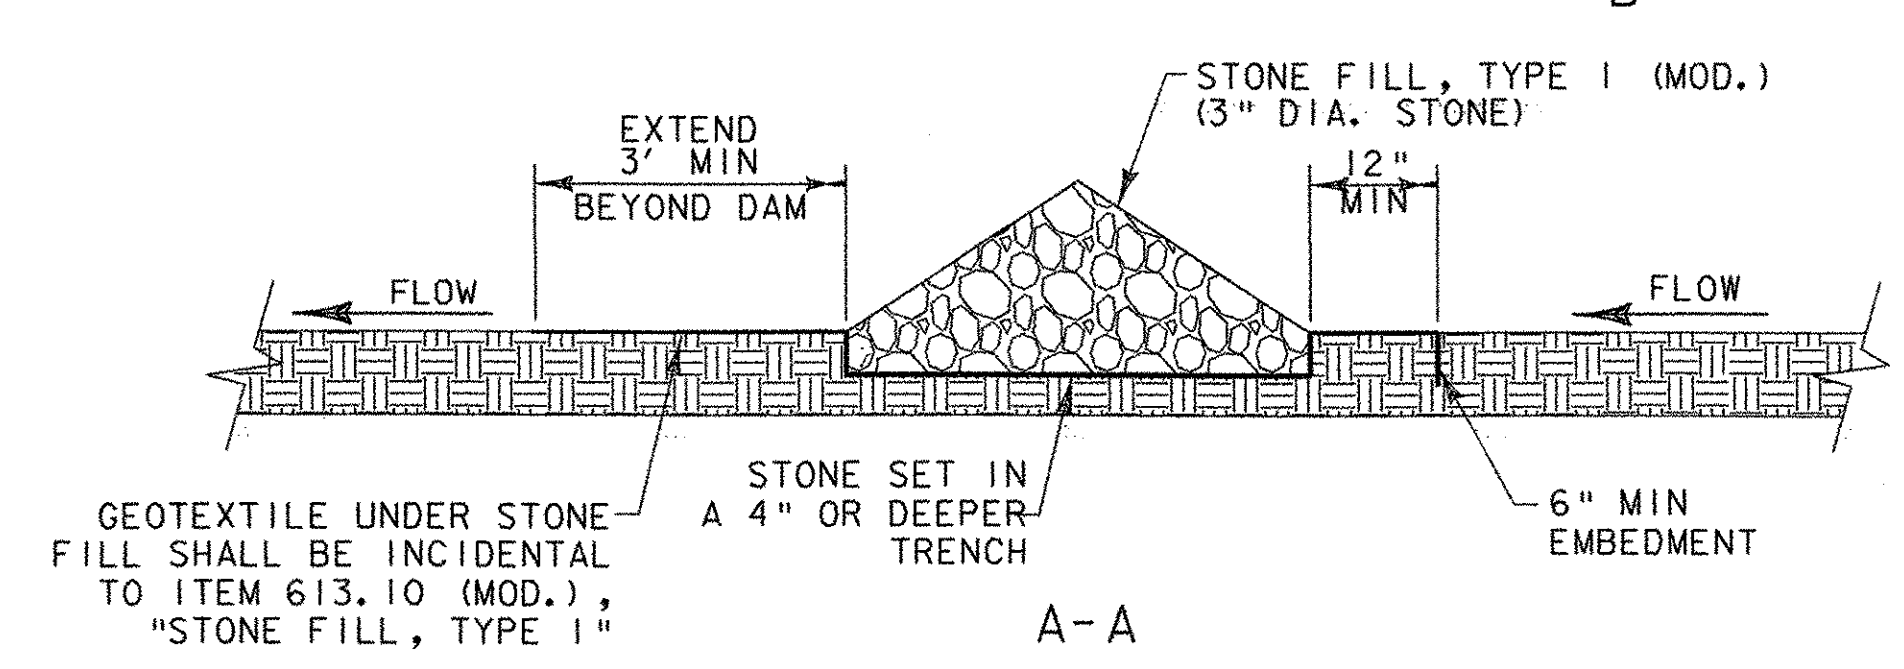 STONE FILL, TYPE I (MOD.)
(3" DIA. STONE)
EXTEND
3' MIN
BEYOND DAM
12"
MIN
FLOW
FLOW
STONE SET IN
A 4" OR DEEPER
TRENCH
GEOTEXTILE UNDER STONE
FILL SHALL BE INCIDENTAL
TO ITEM 613.10 (MOD.),
"STONE FILL, TYPE I"
6" MIN
EMBEDMENT
A-A